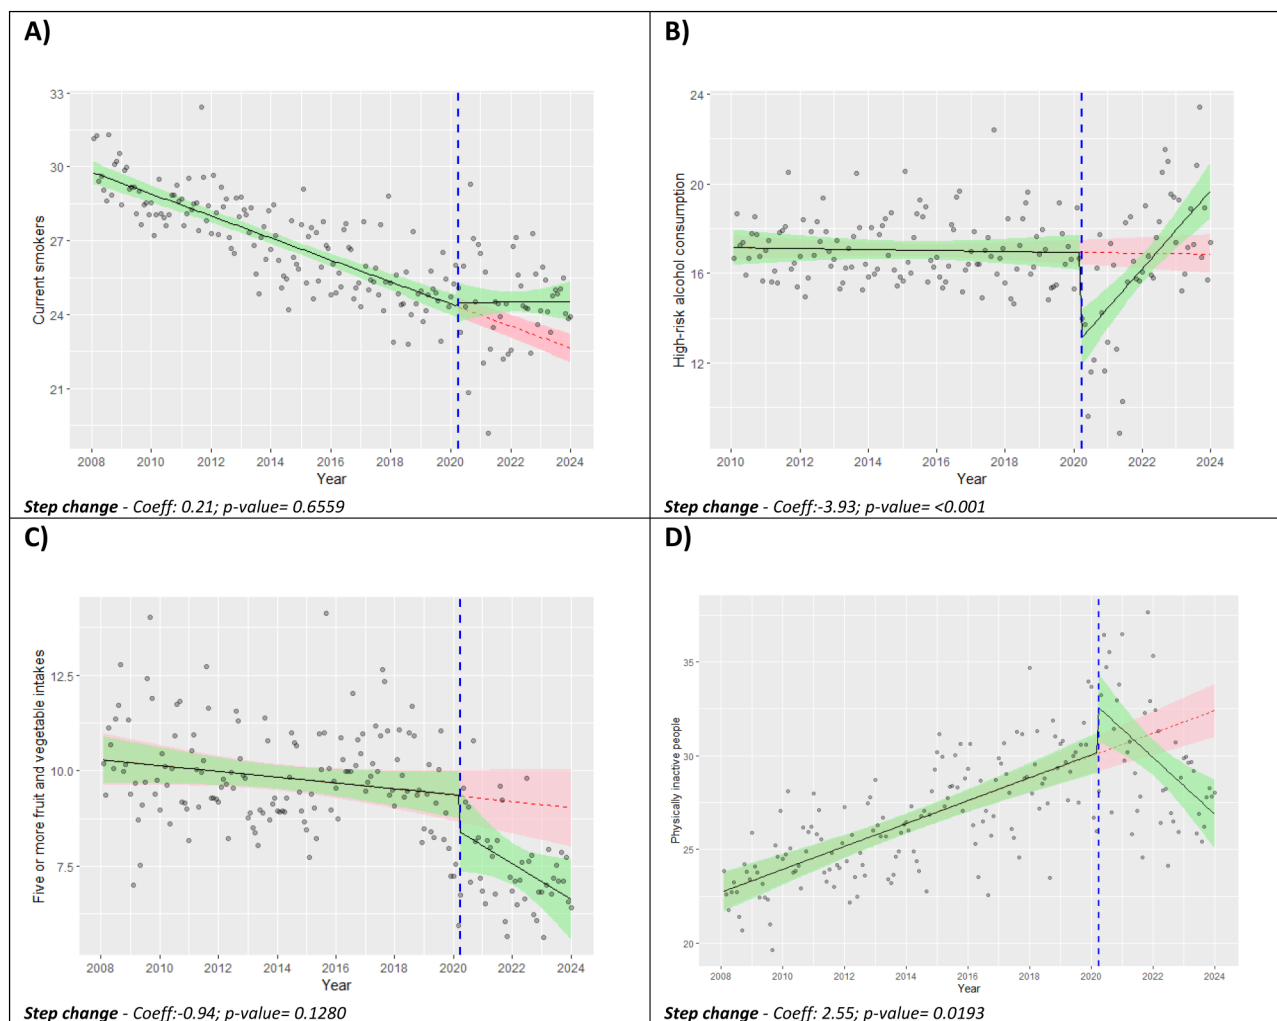 A)
33
30
27
24
21
Current smokers
2008 2010 2012 2014 2016 2018 2020 2022 2024
Year
Step change - Coeff: 0.21; p-value= 0.6559
B)
24
20
16
12
High-risk alcohol consumption
2010 2012 2014 2016 2018 2020 2022 2024
Year
Step change - Coeff:-3.93; p-value= <0.001
C)
12.5
10.0
7.5
Five or more fruit and vegetable intakes
2008 2010 2012 2014 2016 2018 2020 2022 2024
Year
Step change - Coeff:-0.94; p-value= 0.1280
D)
35
30
25
20
Physically inactive people
2008 2010 2012 2014 2016 2018 2020 2022 2024
Year
Step change - Coeff: 2.55; p-value= 0.0193